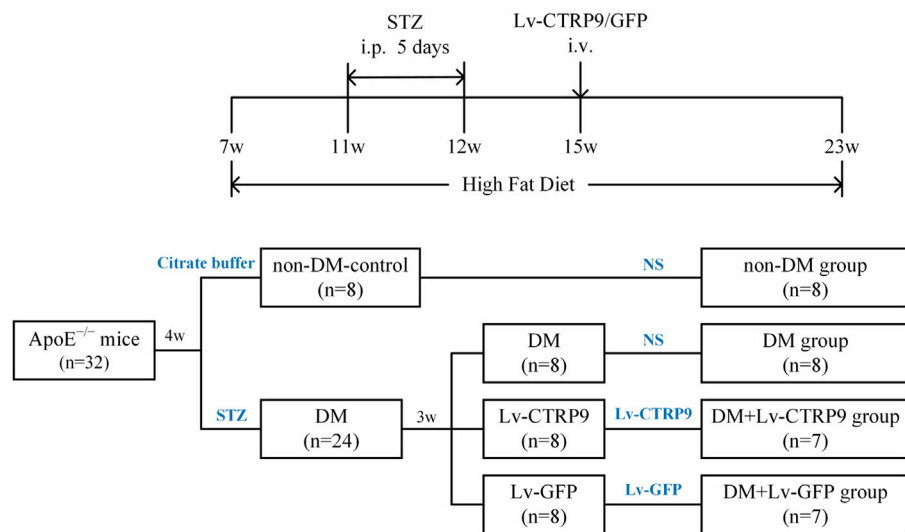 STZ
i.p. 5 days
Lv-CTRP9/GFP
i.v.
7w
11w
12w
15w
23w
High Fat Diet
Citrate buffer
non-DM-control
(n=8)
NS
non-DM group
(n=8)
ApoE−/− mice
(n=32)
4w
STZ
DM
(n=24)
3w
DM
(n=8)
NS
DM group
(n=8)
Lv-CTRP9
(n=8)
Lv-CTRP9
DM+Lv-CTRP9 group
(n=7)
Lv-GFP
(n=8)
Lv-GFP
DM+Lv-GFP group
(n=7)